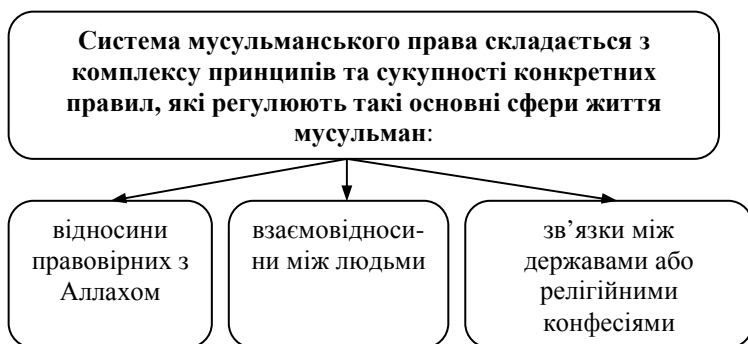 Система мусульманського права складається з
комплексу принципів та сукупності конкретних
правил, які регулюють такі основні сфери життя
мусульман:
відносини
правовірних з
Аллахом
взаємовідноси-
ни між людьми
зв’язки між
державами або
релігійними
конфесіями